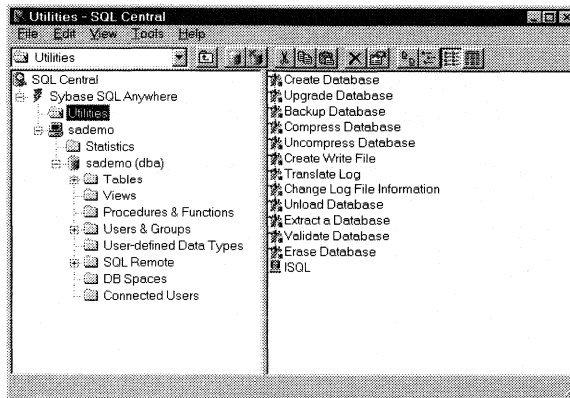 Utilities - SQL Central
File Edit View Tools Help
Utilities
SQL Central
Sybase SQL Anywhere
Utilities
sademo
Statistics
sademo (dba)
Tables
Views
Procedures & Functions
Users & Groups
User-defined Data Types
SQL Remote
DB Spaces
Connected Users
Create Database
Upgrade Database
Backup Database
Compress Database
Uncompress Database
Create Write File
Translate Log
Change Log File Information
Unload Database
Extract a Database
Validate Database
Erase Database
ISQL